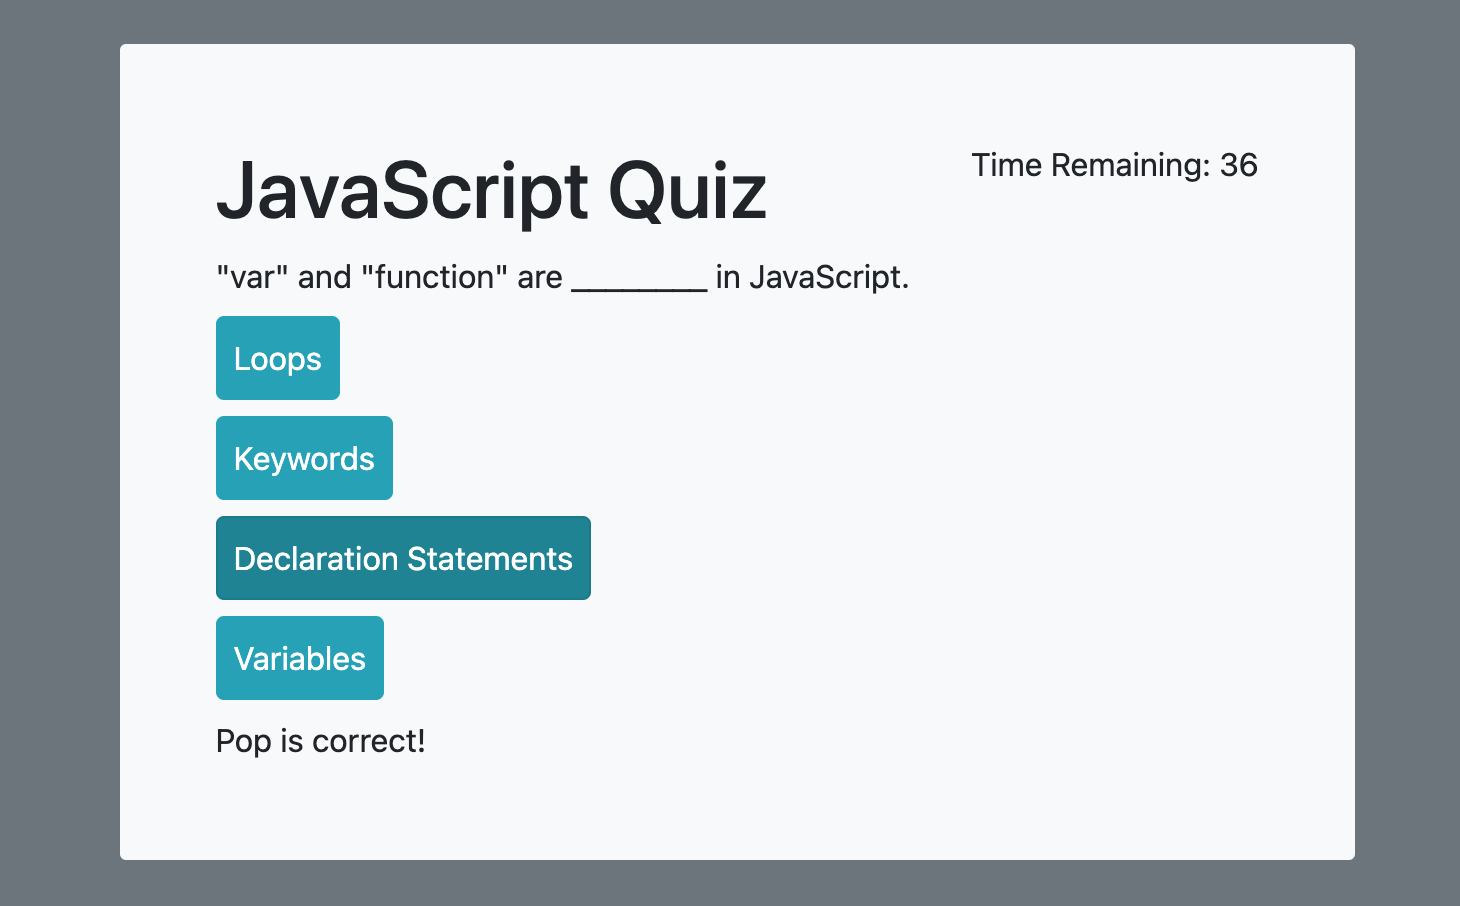 JavaScript Quiz
Time Remaining: 36
"var" and "function" are ________ in JavaScript.
Loops
Keywords
Declaration Statements
Variables
Pop is correct!